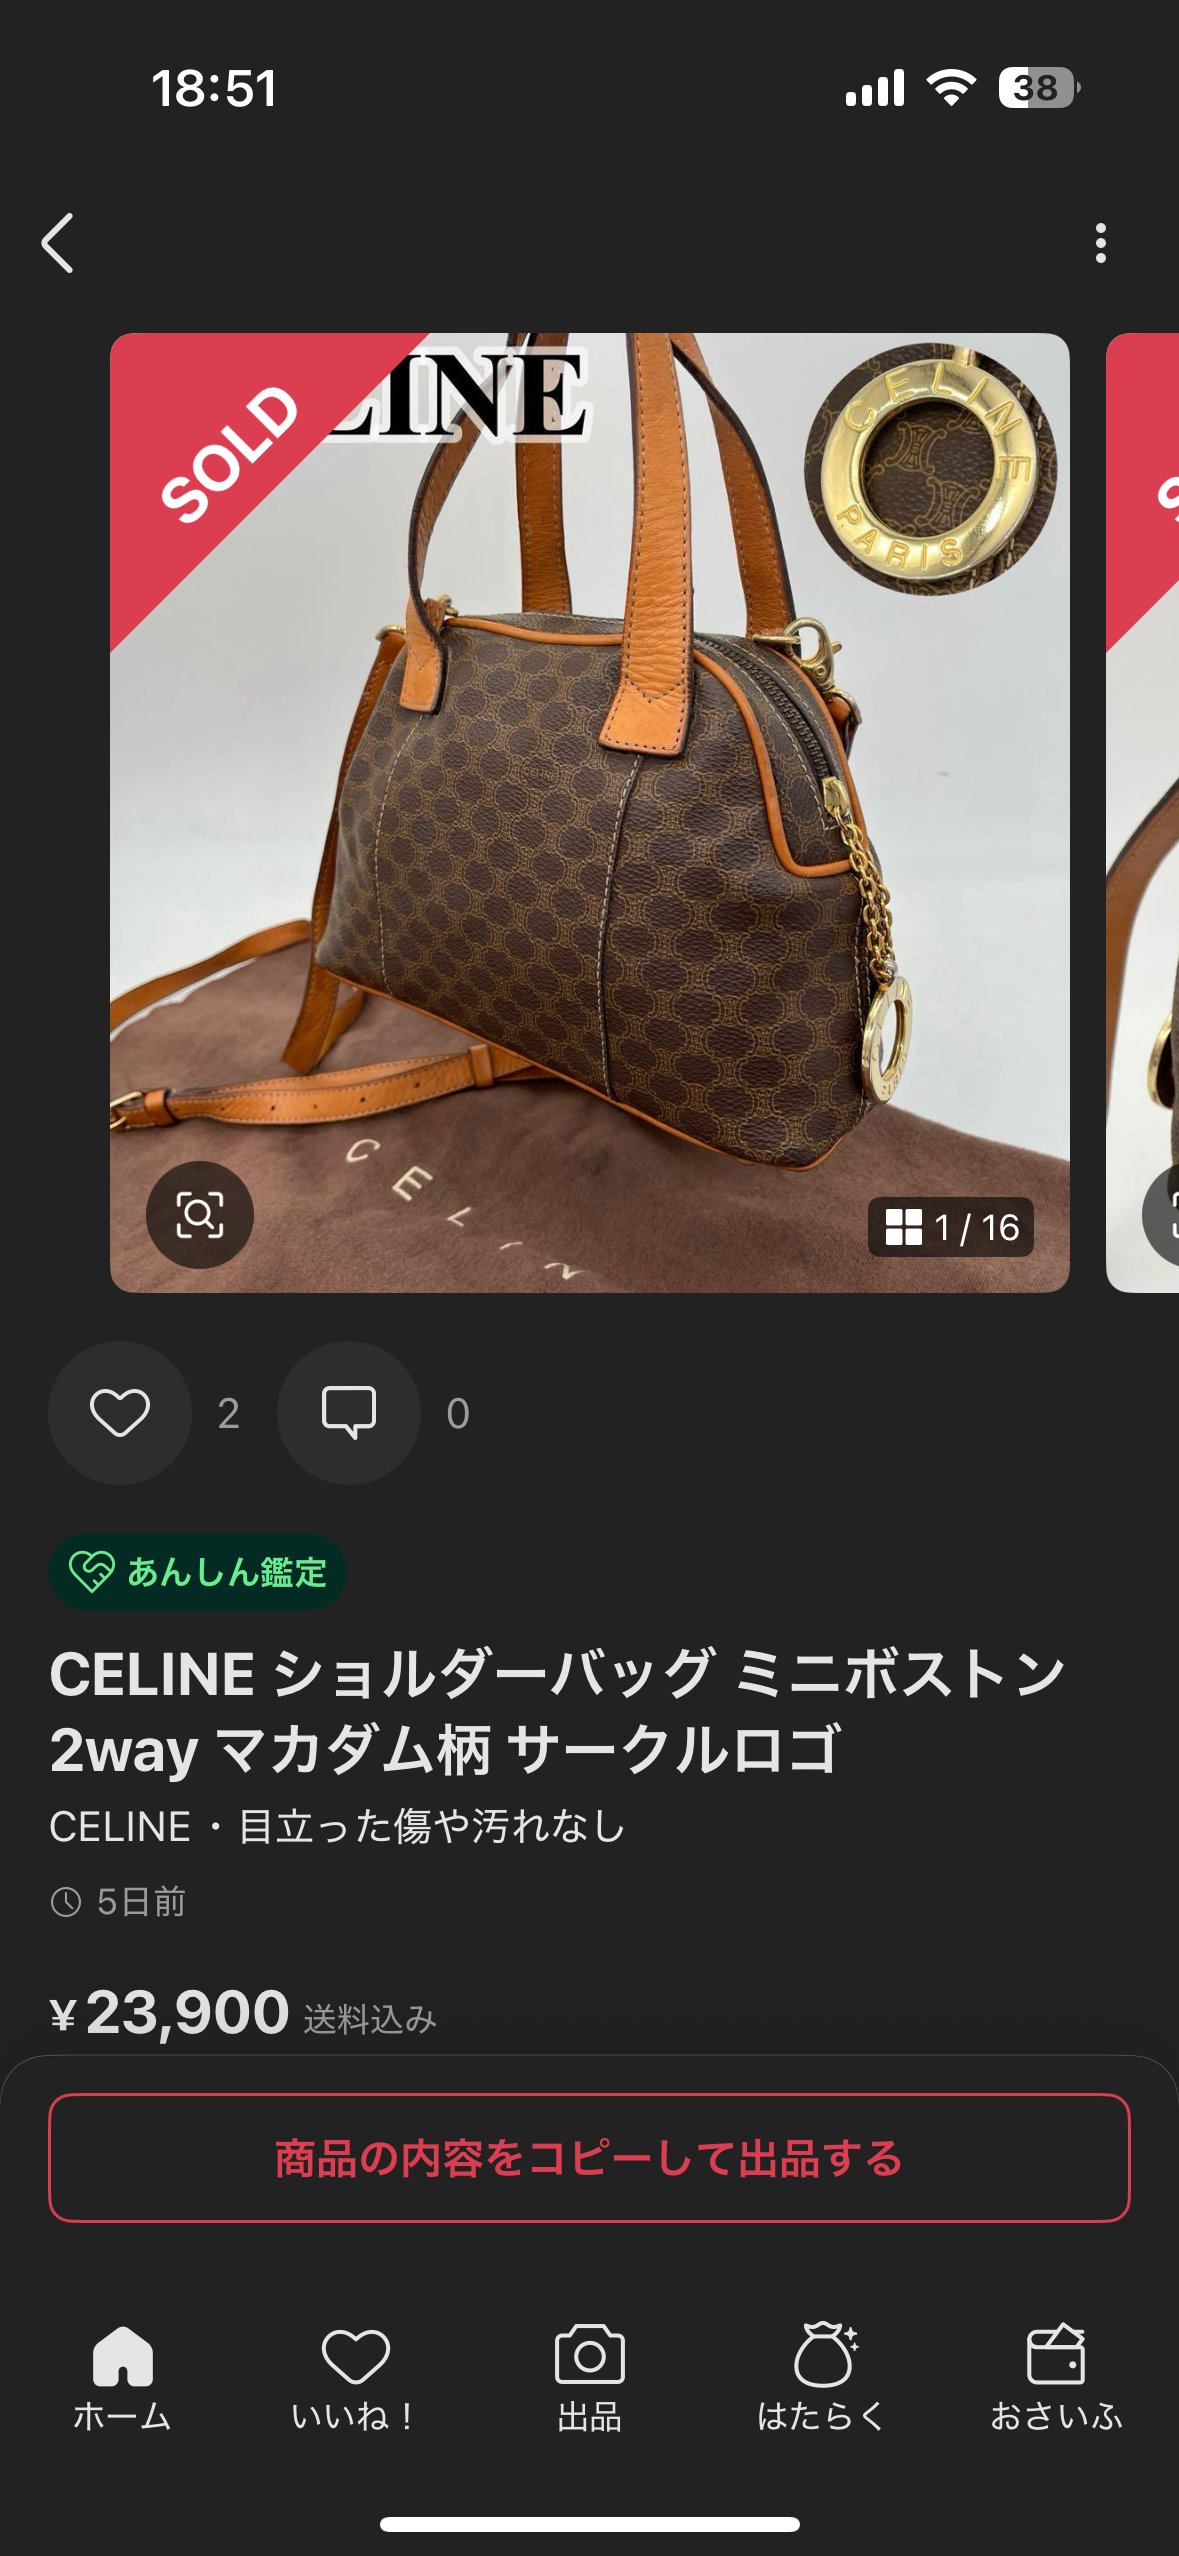 18:51
38
SOLD
LINE
CELINE
PARIS
CELIN
1 / 16
2
0
あんしん鑑定
CELINE ショルダーバッグ ミニボストン
2way マカダム柄 サークルロゴ
CELINE・目立った傷や汚れなし
5日前
¥23,900 送料込み
商品の内容をコピーして出品する
ホーム
いいね！
出品
はたらく
おさいふ